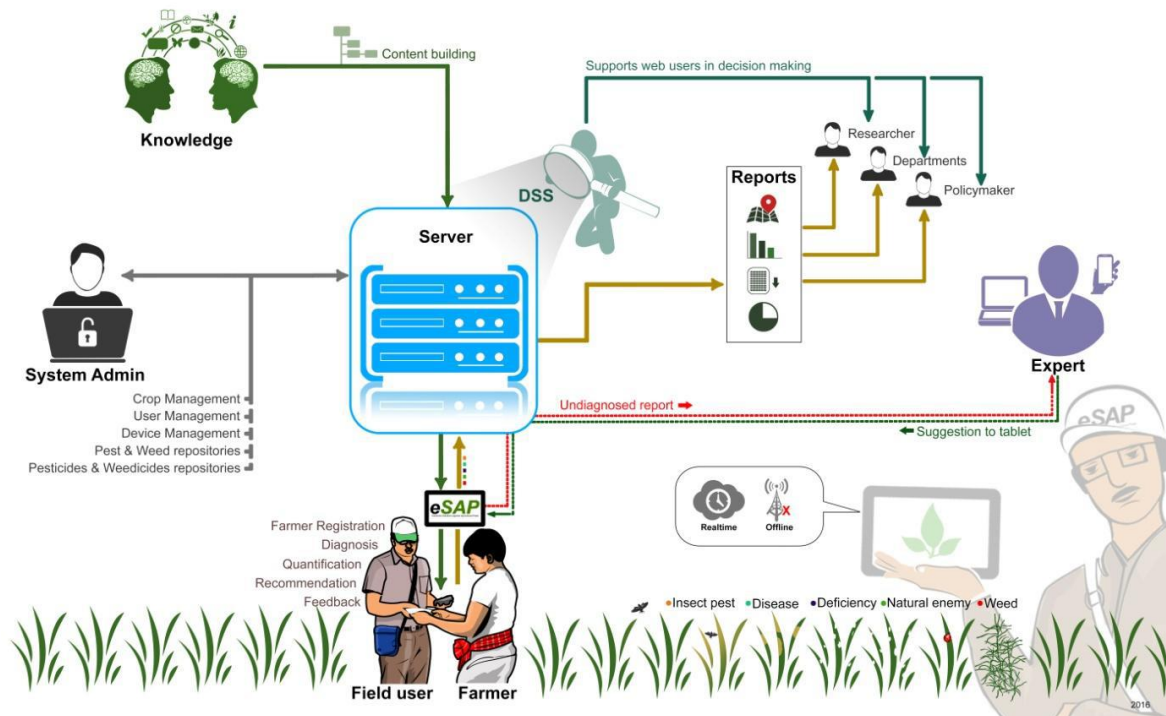 Content building
Supports web users in decision making
Knowledge
Researcher
Departments
Policymaker
DSS
Reports
Server
System Admin
Expert
Crop Management
User Management
Device Management
Pest & Weed repositories
Pesticides & Weedicides repositories
Undiagnosed report
Suggestion to tablet
eSAP
eSAP
Realtime
Offline
Farmer Registration
Diagnosis
Quantification
Recommendation
Feedback
Insect pest
Disease
Deficiency
Natural enemy
Weed
Field user
Farmer
2016